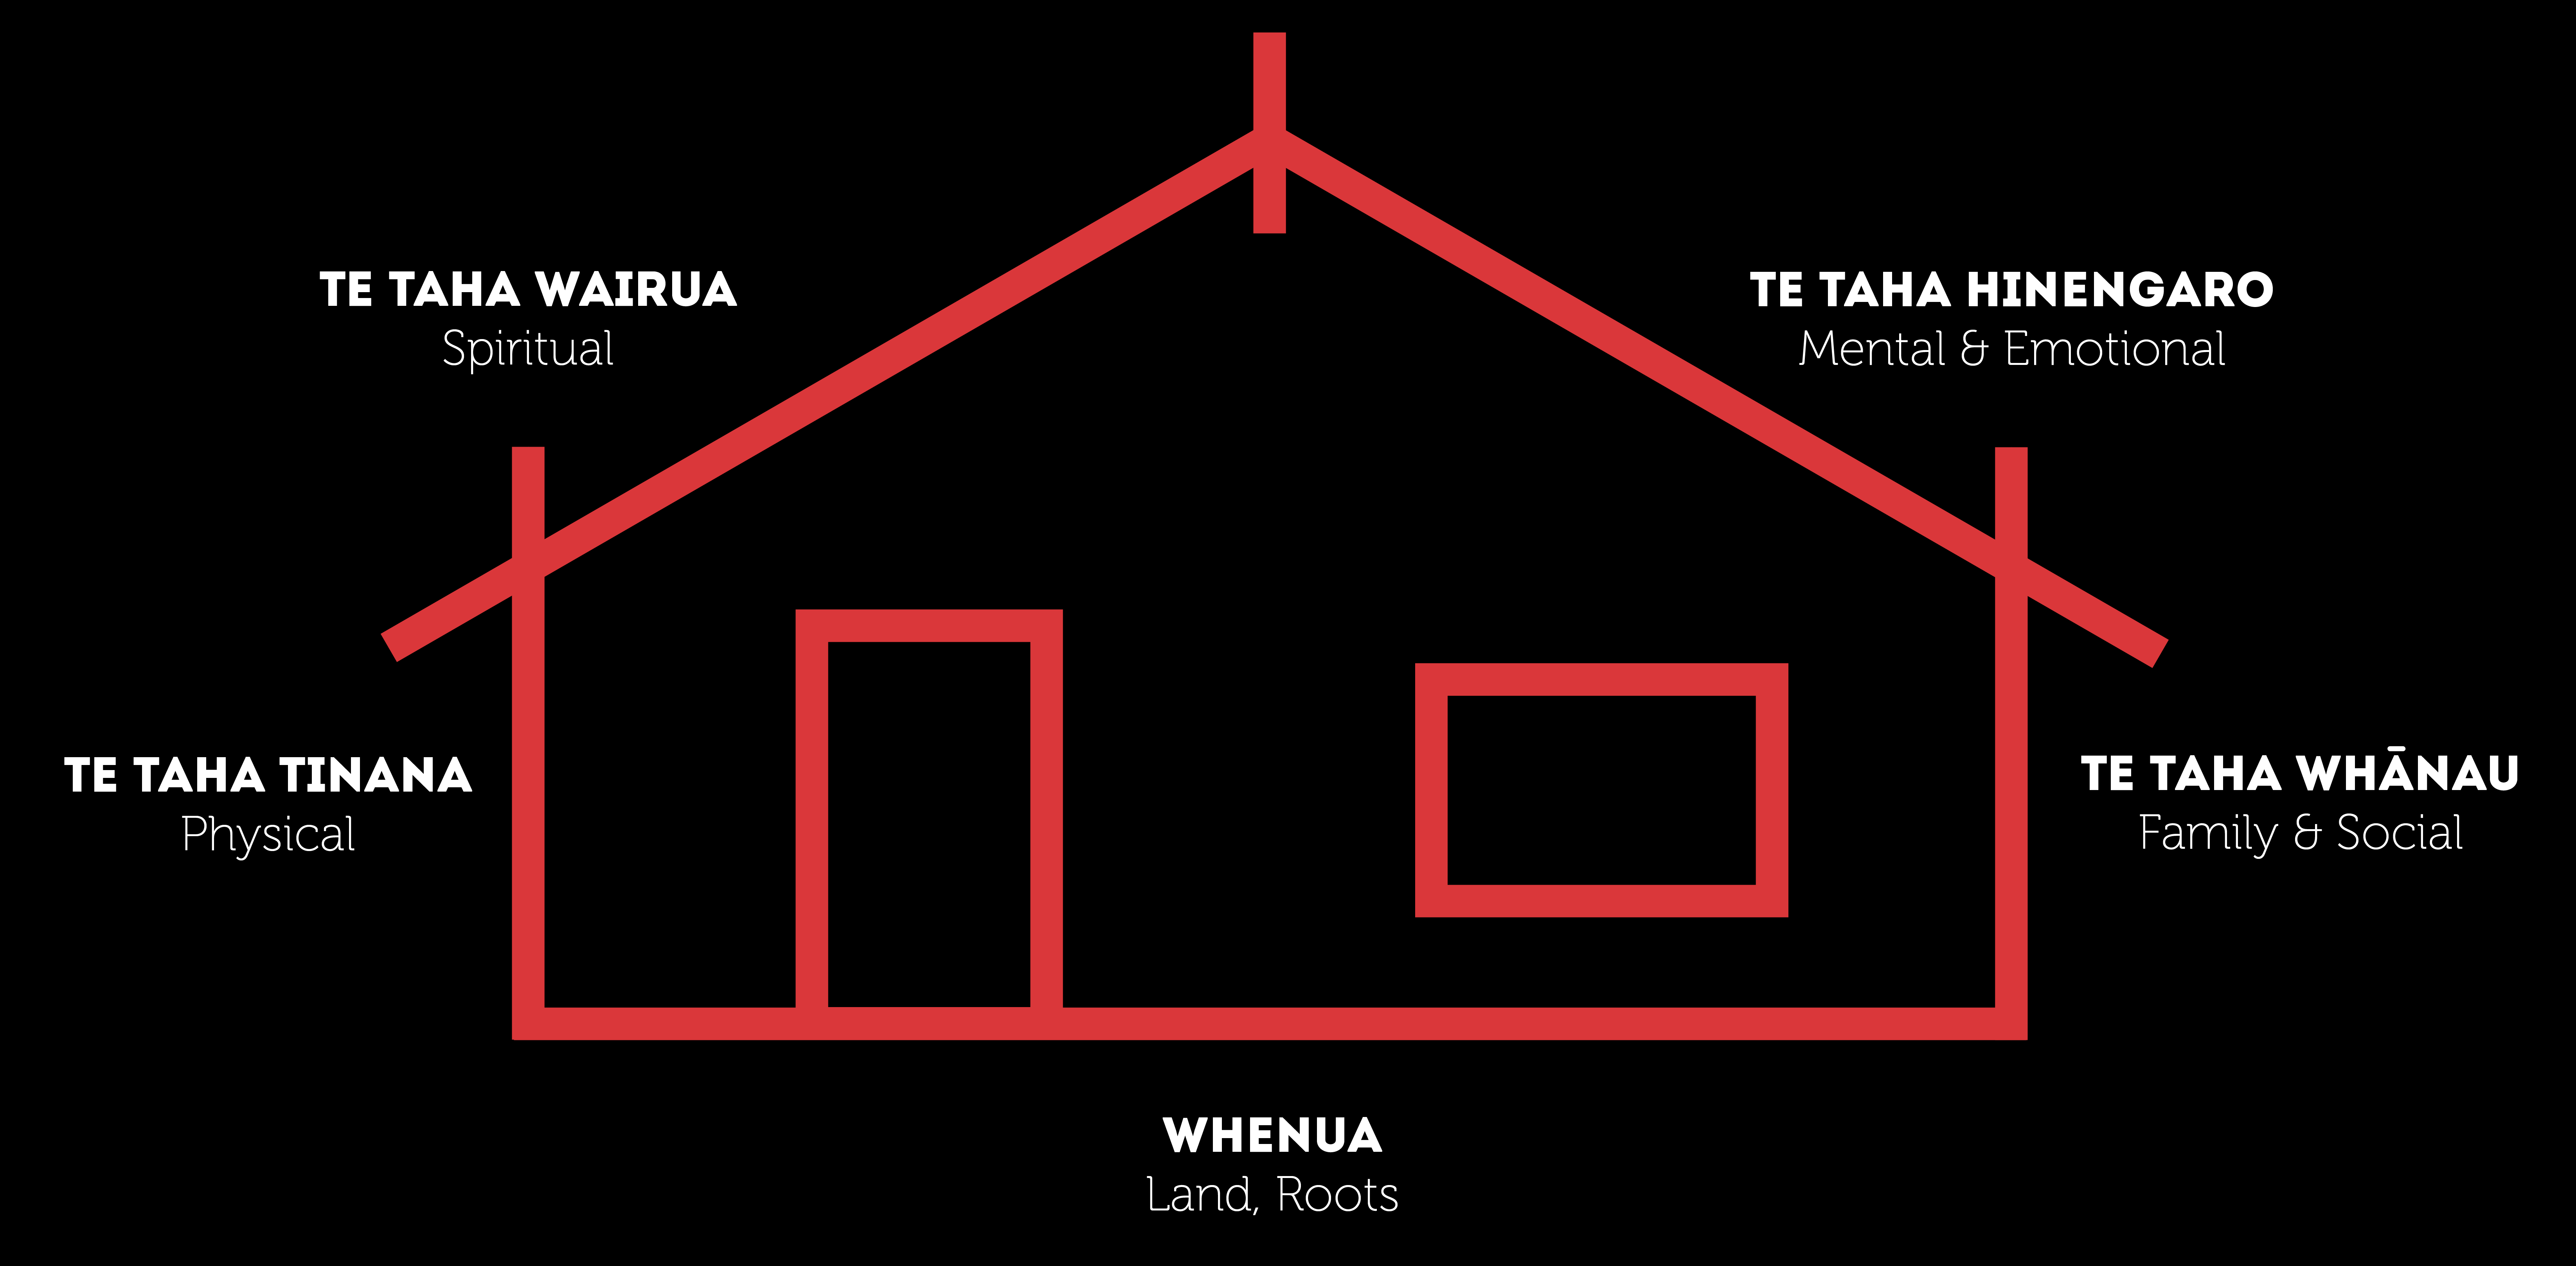 TE TAHA WAIRUA
Spiritual
TE TAHA HINENGARO
Mental & Emotional
TE TAHA TINANA
Physical
TE TAHA WHĀNAU
Family & Social
WHENUA
Land, Roots